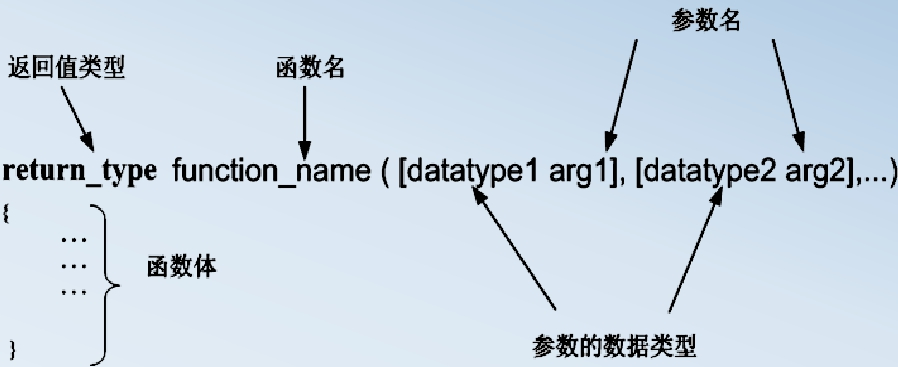 参数名
返回值类型 函数名
return_type function_name ( [datatype1 arg1], [datatype2 arg2],...)
{
...
...
函数体
...
}
参数的数据类型